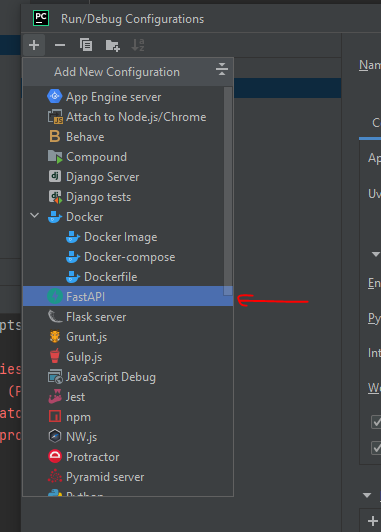 PC Run/Debug Configurations
Add New Configuration
Nam
App Engine server
Attach to Node.js/Chrome
Behave
C
Compound
Ap
Django Server
Django tests
Uv
Docker
Docker Image
Docker-compose
Dockerfile
En
FastAPI
Flask server
Py
pts
Grunt.js
Gulp.js
Int
ies
JavaScript Debug
(F
Jest
Wo
ato
npm
pro
NW.js
Protractor
Pyramid server
Python